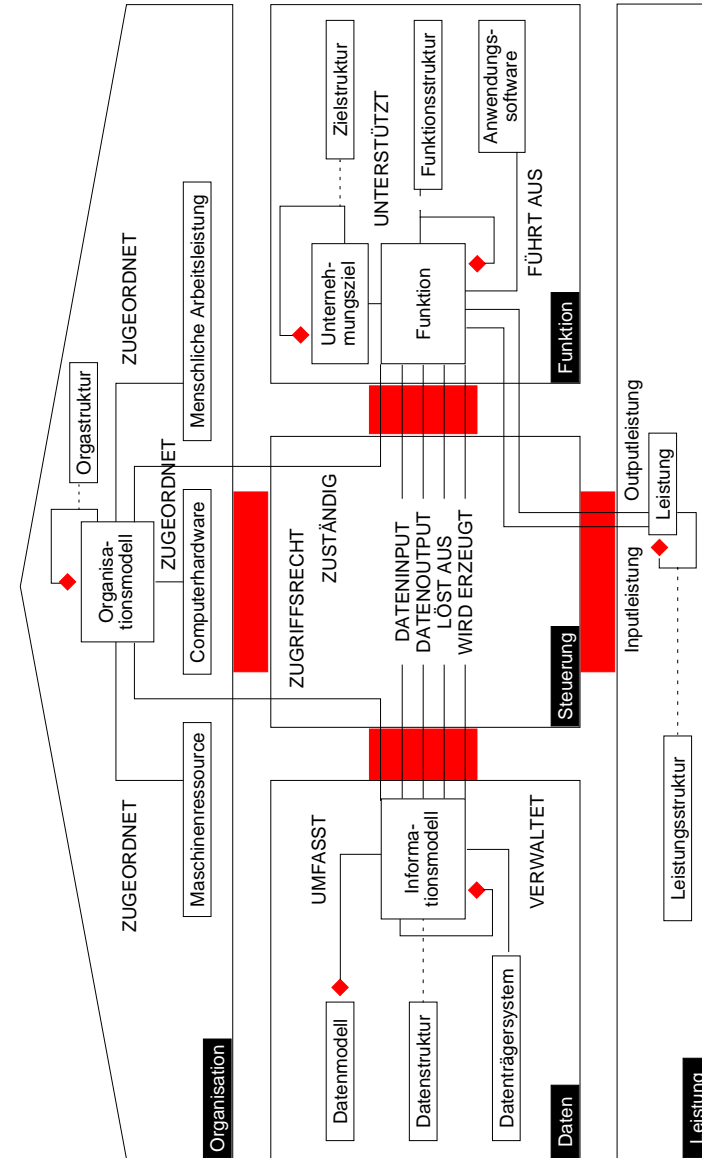 ZUGEORDNET
Orgastruktur
Organisa-
tionsmodell
ZUGEORDNET
ZUGEORDNET
Maschinenressource
Computerhardware
Menschliche Arbeitsleistung
Organisation
ZUGRIFFSRECHT
ZUSTÄNDIG
UMFASST
Datenmodell
Datenstruktur
Datenträgersystem
Informa-
tionsmodell
VERWALTET
Daten
DATENINPUT
DATENOUTPUT
LÖST AUS
WIRD ERZEUGT
Steuerung
Zielstruktur
Unterneh-
mungsziel
UNTERSTÜTZT
Funktionsstruktur
Funktion
Anwendungs-
software
FÜHRT AUS
Funktion
Inputleistung
Outputleistung
Leistung
Leistungsstruktur
Leistung